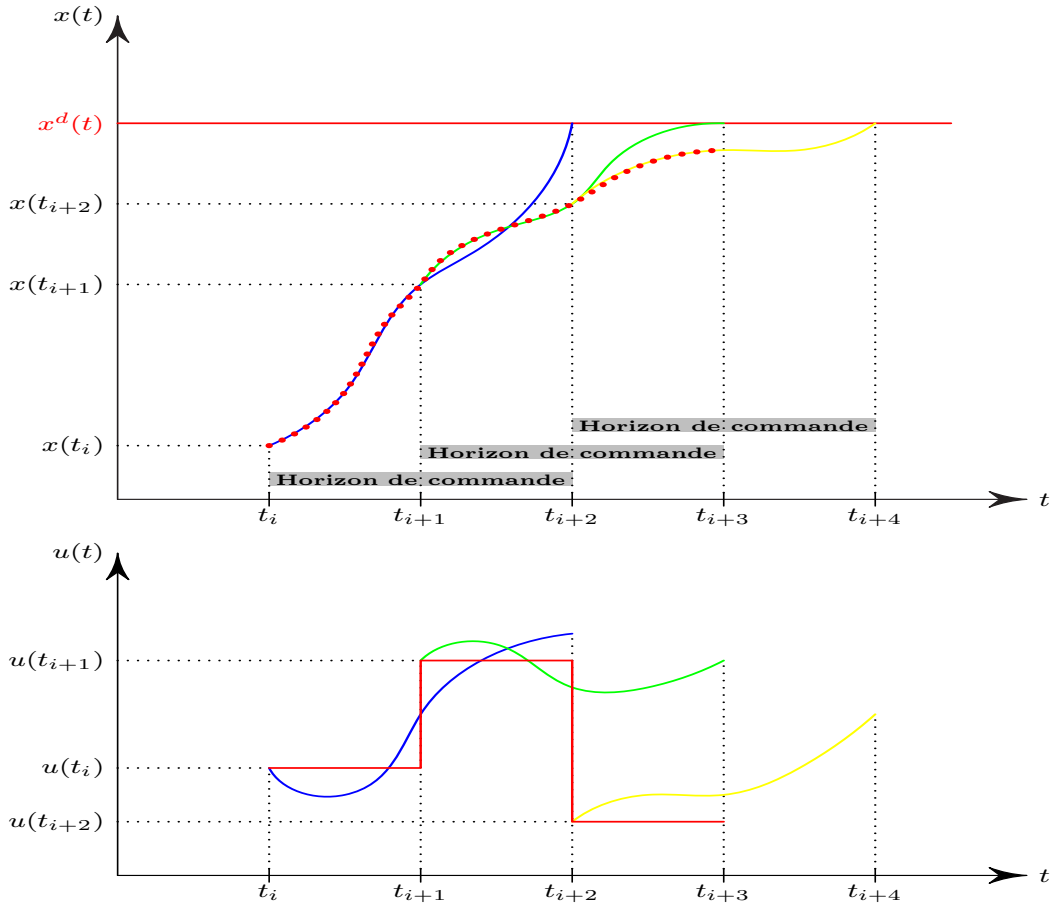 x(t)
x^d(t)
x(t_{i+2})
x(t_{i+1})
x(t_i)
Horizon de commande
Horizon de commande
Horizon de commande
t_i t_{i+1} t_{i+2} t_{i+3} t_{i+4} t
u(t)
u(t_{i+1})
u(t_i)
u(t_{i+2})
t_i t_{i+1} t_{i+2} t_{i+3} t_{i+4} t